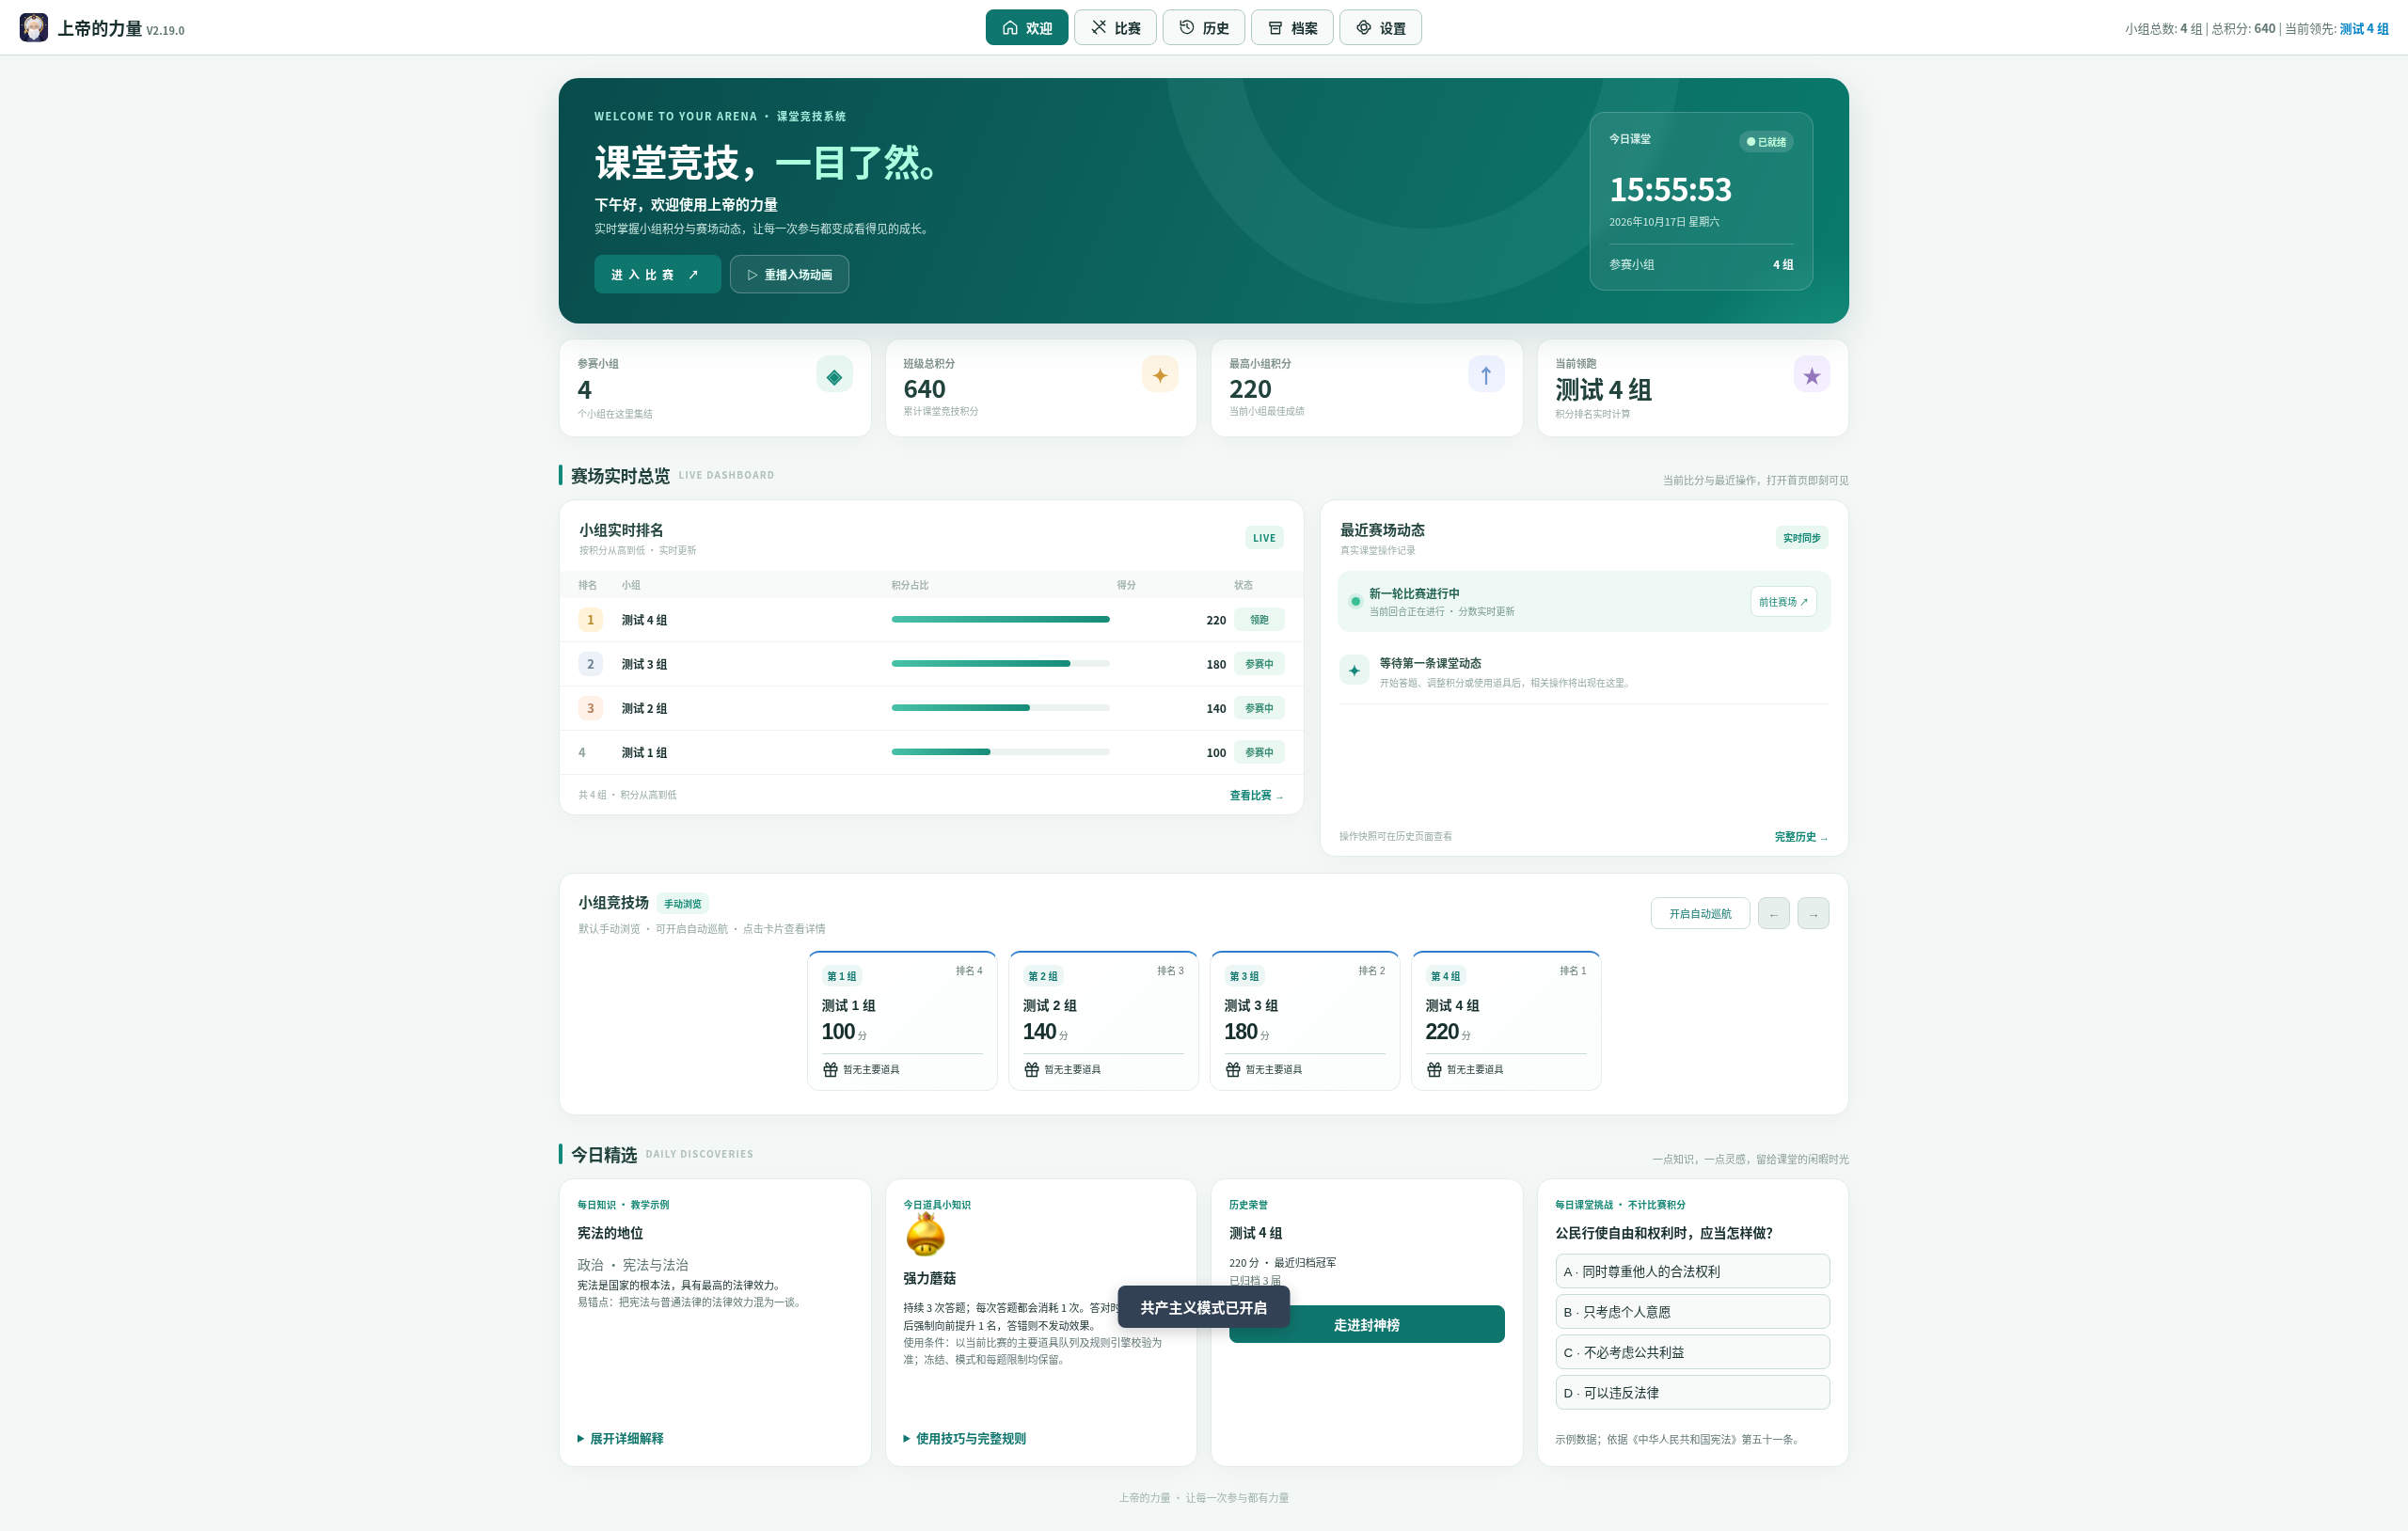 上帝的力量 V2.19.0
欢迎
比赛
历史
档案
设置
小组总数: 4 组 | 总积分: 640 | 当前领先: 测试 4 组
WELCOME TO YOUR ARENA · 课堂竞技系统
课堂竞技，一目了然。
下午好，欢迎使用上帝的力量
实时掌握小组积分与赛场动态，让每一次参与都变成看得见的成长。
进入比赛 ↗
▷ 重播入场动画
今日课堂
已就绪
15:55:53
2026年10月17日 星期六
参赛小组
4 组
参赛小组
4
个小组在这里集结
班级总积分
640
累计课堂竞技积分
最高小组积分
220
当前小组最佳成绩
当前领跑
测试 4 组
积分排名实时计算
赛场实时总览 LIVE DASHBOARD
当前比分与最近操作，打开首页即刻可见
小组实时排名
按积分从高到低 · 实时更新
LIVE
排名 小组 积分占比 得分 状态
1 测试 4 组 220 领跑
2 测试 3 组 180 参赛中
3 测试 2 组 140 参赛中
4 测试 1 组 100 参赛中
共 4 组 · 积分从高到低
查看比赛 →
最近赛场动态
真实课堂操作记录
实时同步
新一轮比赛进行中
当前回合正在进行 · 分数实时更新
前往赛场 ↗
等待第一条课堂动态
开始答题、调整积分或使用道具后，相关操作将出现在这里。
操作快照可在历史页面查看
完整历史 →
小组竞技场 手动浏览
默认手动浏览 · 可开启自动巡航 · 点击卡片查看详情
开启自动巡航
←
→
第 1 组 排名 4
测试 1 组
100 分
暂无主要道具
第 2 组 排名 3
测试 2 组
140 分
暂无主要道具
第 3 组 排名 2
测试 3 组
180 分
暂无主要道具
第 4 组 排名 1
测试 4 组
220 分
暂无主要道具
今日精选 DAILY DISCOVERIES
一点知识，一点灵感，留给课堂的闲暇时光
每日知识 · 教学示例
宪法的地位
政治 · 宪法与法治
宪法是国家的根本法，具有最高的法律效力。
易错点：把宪法与普通法律的法律效力混为一谈。
▶ 展开详细解释
今日道具小知识
强力蘑菇
持续 3 次答题；每次答题都会消耗 1 次。答对
后强制向前提升 1 名，答错则不发动效果。
使用条件：以当前比赛的主要道具队列及规则引擎校验为
准；冻结、模式和每题限制均保留。
▶ 使用技巧与完整规则
历史荣誉
测试 4 组
220 分 · 最近归档冠军
已归档 3 届
走进封神榜
共产主义模式已开启
每日课堂挑战 · 不计比赛积分
公民行使自由和权利时，应当怎样做？
A · 同时尊重他人的合法权利
B · 只考虑个人意愿
C · 不必考虑公共利益
D · 可以违反法律
示例数据；依据《中华人民共和国宪法》第五十一条。
上帝的力量 · 让每一次参与都有力量